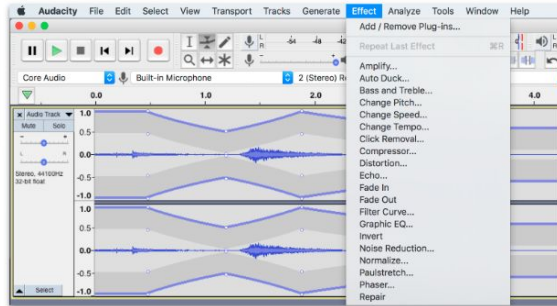 Audacity File Edit Select View Transport Tracks Generate Effect Analyze Tools Window Help
Add / Remove Plug-ins...
Repeat Last Effect ⌘R
L R -54 -48 -42
Core Audio Built-in Microphone 2 (Stereo) R
0.0 1.0 2.0 4.0
Amplify...
Auto Duck...
Bass and Treble...
Change Pitch...
Change Speed...
Change Tempo...
Click Removal...
Compressor...
Distortion...
Echo...
Fade In
Fade Out
Filter Curve...
Graphic EQ...
Invert
Noise Reduction...
Normalize...
Paulstretch...
Phaser...
Repair
× Audio Track
Mute Solo
- +
L R
Stereo, 44100Hz
32-bit float
Select
1.0
0.5
0.0
-0.5
-1.0
1.0
0.5
0.0
-0.5
-1.0